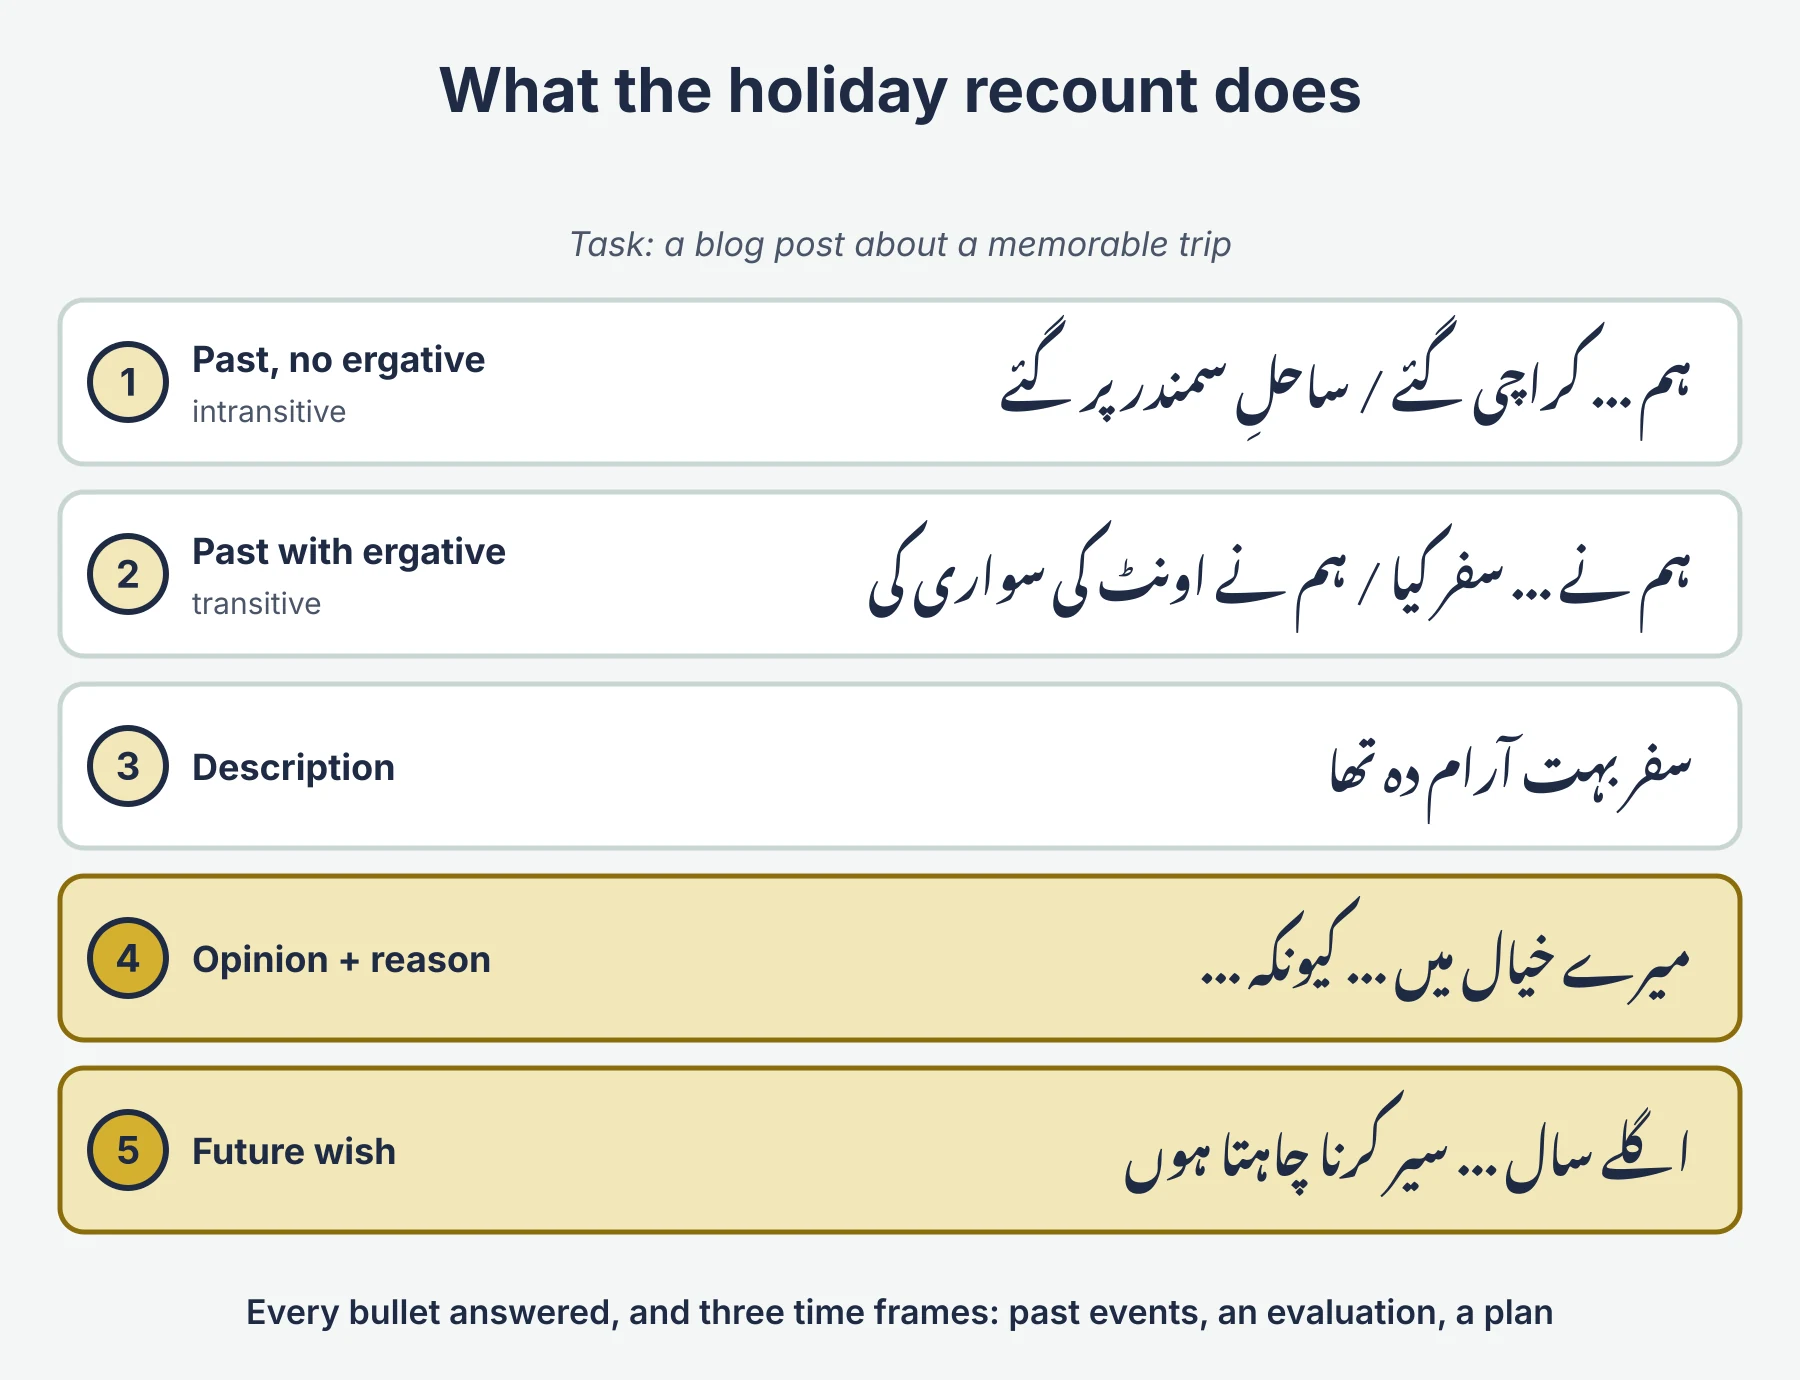 What the holiday recount does
Task: a blog post about a memorable trip
1
Past, no ergative
intransitive
ہم ... کراچی گئے / ساحلِ سمندر پر گئے
2
Past with ergative
transitive
ہم نے ... سفر کیا / ہم نے اونٹ کی سواری کی
3
Description
سفر بہت آرام دہ تھا
4
Opinion + reason
میرے خیال میں ... کیونکہ ...
5
Future wish
اگلے سال ... سیر کرنا چاہتا ہوں
Every bullet answered, and three time frames: past events, an evaluation, a plan